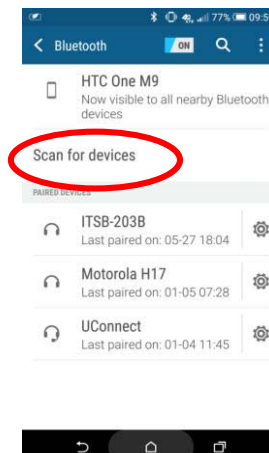 77% 09:5
Bluetooth ON
HTC One M9
Now visible to all nearby Bluetooth
devices
Scan for devices
PAIRED DEVICES
ITSB-203B
Last paired on: 05-27 18:04
Motorola H17
Last paired on: 01-05 07:28
UConnect
Last paired on: 01-04 11:45